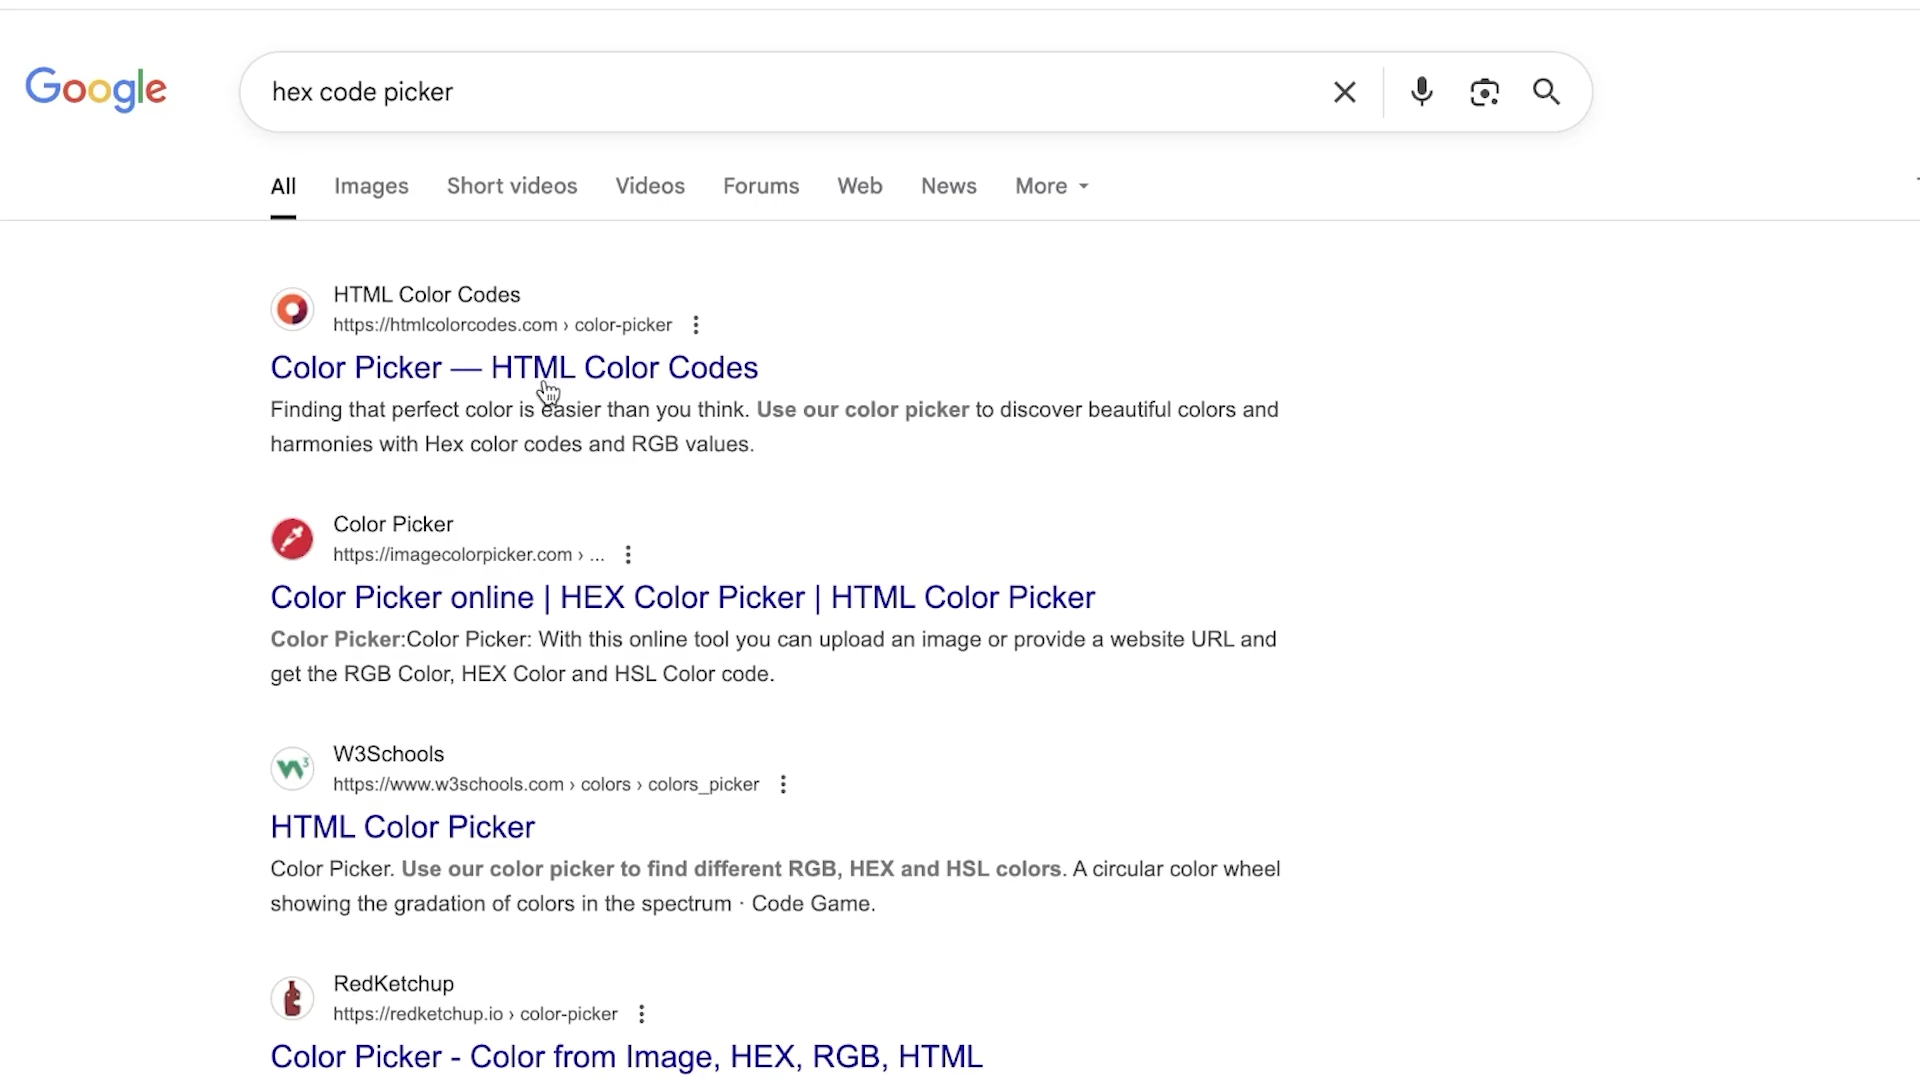 Google
hex code picker
All Images Short videos Videos Forums Web News More
HTML Color Codes
https://htmlcolorcodes.com › color-picker
Color Picker — HTML Color Codes
Finding that perfect color is easier than you think. Use our color picker to discover beautiful colors and
harmonies with Hex color codes and RGB values.
Color Picker
https://imagecolorpicker.com › ...
Color Picker online | HEX Color Picker | HTML Color Picker
Color Picker:Color Picker: With this online tool you can upload an image or provide a website URL and
get the RGB Color, HEX Color and HSL Color code.
W3Schools
https://www.w3schools.com › colors › colors_picker
HTML Color Picker
Color Picker. Use our color picker to find different RGB, HEX and HSL colors. A circular color wheel
showing the gradation of colors in the spectrum · Code Game.
RedKetchup
https://redketchup.io › color-picker
Color Picker - Color from Image, HEX, RGB, HTML